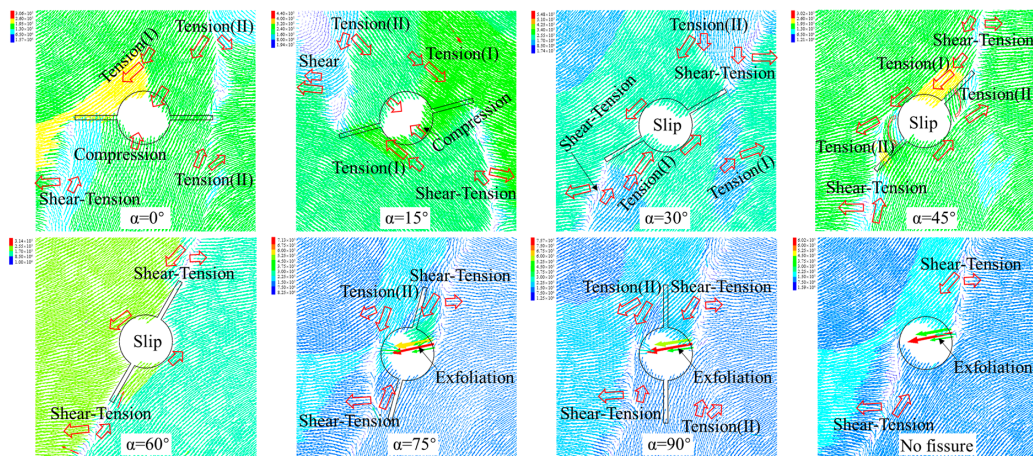 Tension(II)
Tension(I)
Compression
Tension(II)
Shear-Tension
α=0°
Tension(II)
Shear
Tension(I)
Compression
Tension(I)
Shear-Tension
α=15°
Tension(II)
Shear-Tension
Shear-Tension
Slip
Tension(I)
Tension(I)
α=30°
Shear-Tension
Tension(I)
Tension(II)
Slip
Tension(II)
Shear-Tension
α=45°
Shear-Tension
Slip
Shear-Tension
α=60°
Shear-Tension
Tension(II)
Exfoliation
Shear-Tension
α=75°
Tension(II)
Shear-Tension
Exfoliation
Shear-Tension
Tension(II)
α=90°
Shear-Tension
Exfoliation
Shear-Tension
No fissure